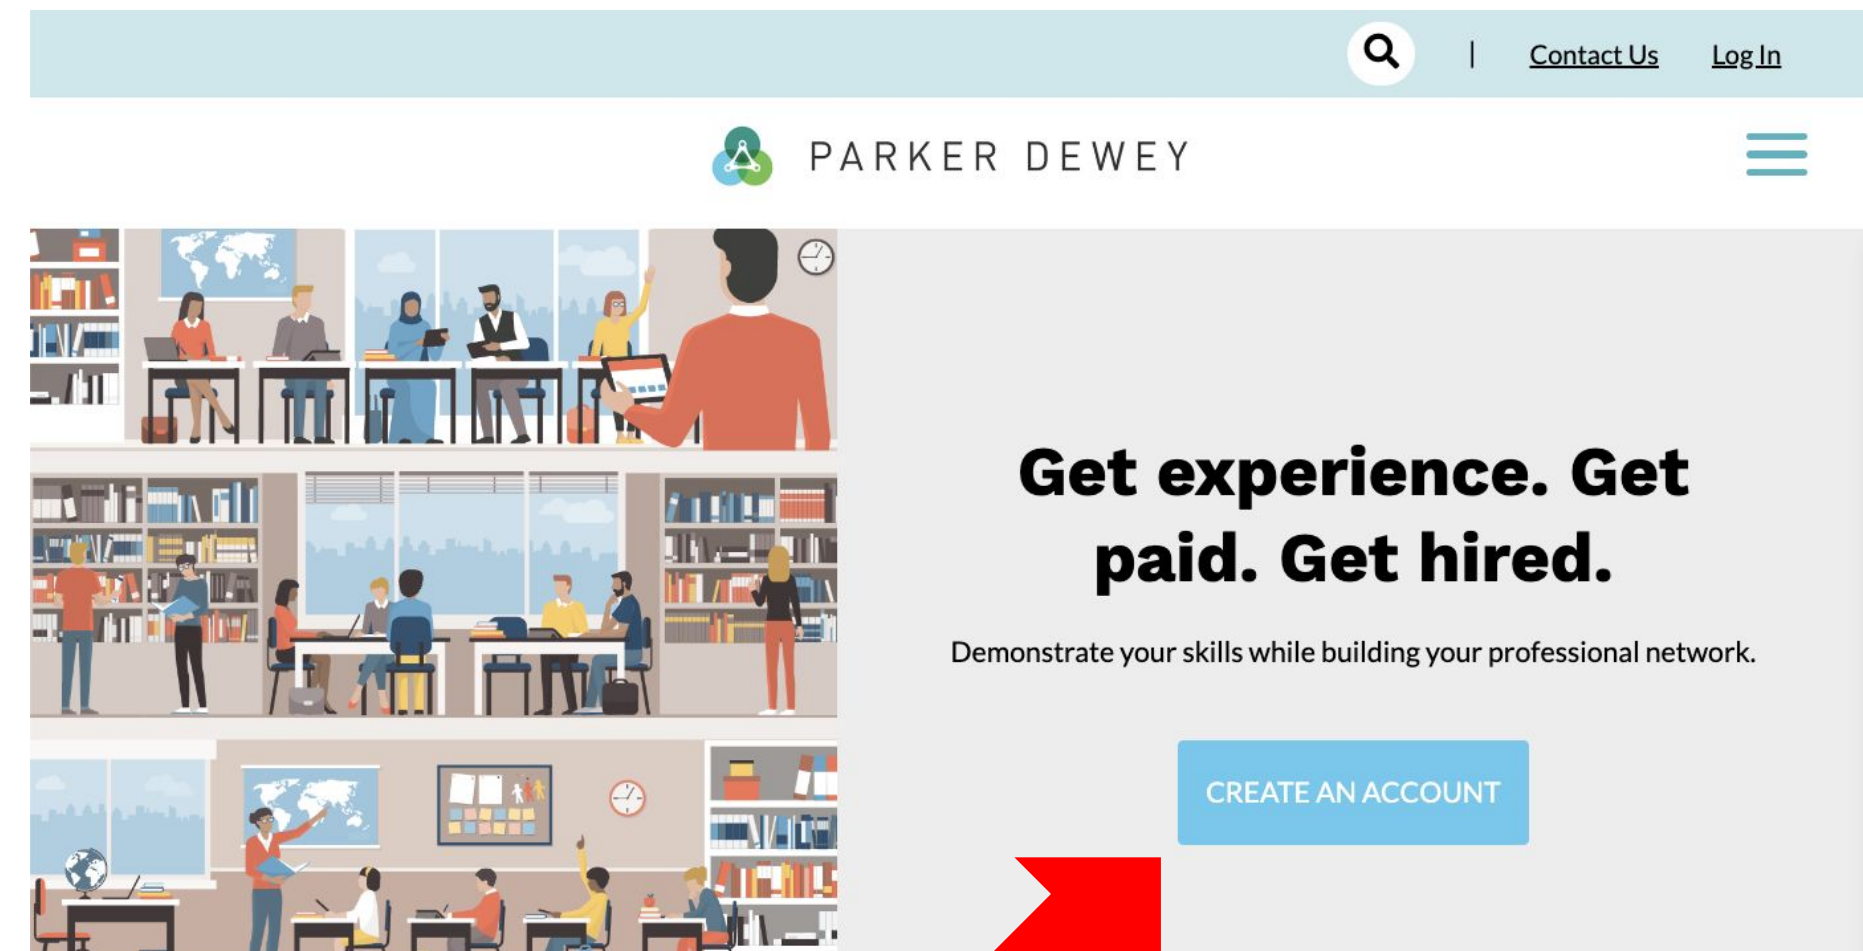 | Contact Us Log In
PARKER DEWEY
Get experience. Get
paid. Get hired.
Demonstrate your skills while building your professional network.
CREATE AN ACCOUNT